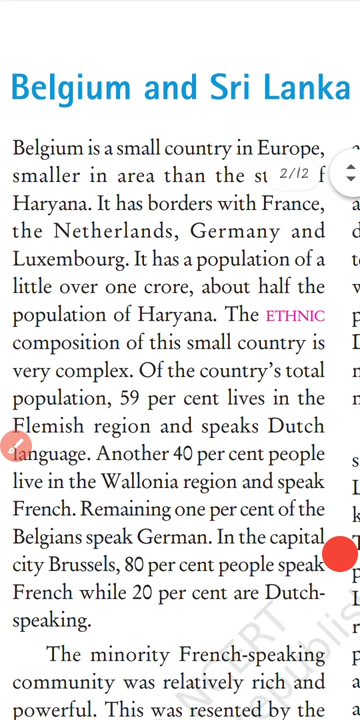 Belgium and Sri Lanka
Belgium is a small country in Europe,
smaller in area than the st
2/12
f
Haryana. It has borders with France,
the Netherlands, Germany and
Luxembourg. It has a population of a
little over one crore, about half the
population of Haryana. The ETHNIC
composition of this small country is
very complex. Of the country's total
population, 59 per cent lives in the
Flemish region and speaks Dutch
language. Another 40 per cent people
live in the Wallonia region and speak
French. Remaining one per cent of the
Belgians speak German. In the capital
city Brussels, 80 per cent people speak
French while 20 per cent are Dutch-
speaking.
The minority French-speaking
community was relatively rich and
powerful. This was resented by the